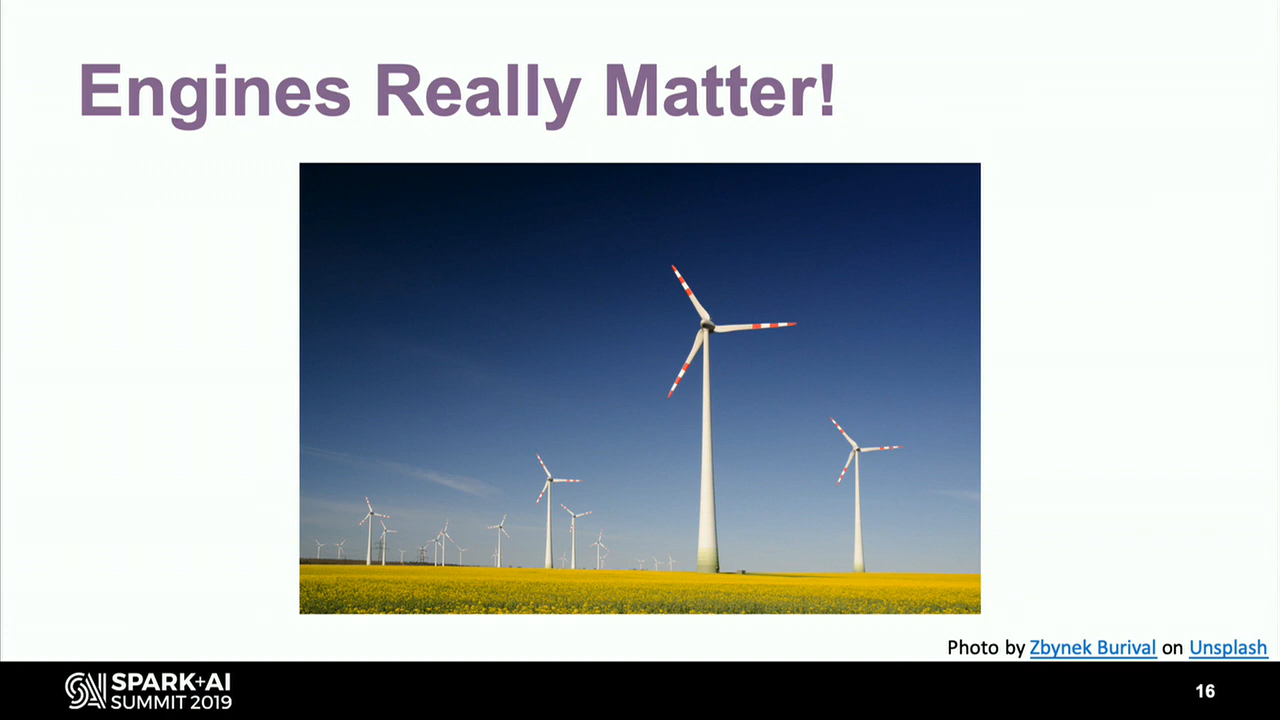 Engines Really Matter!
Photo by Zbynek Burival on Unsplash
SPARK+AI
SUMMIT 2019
16